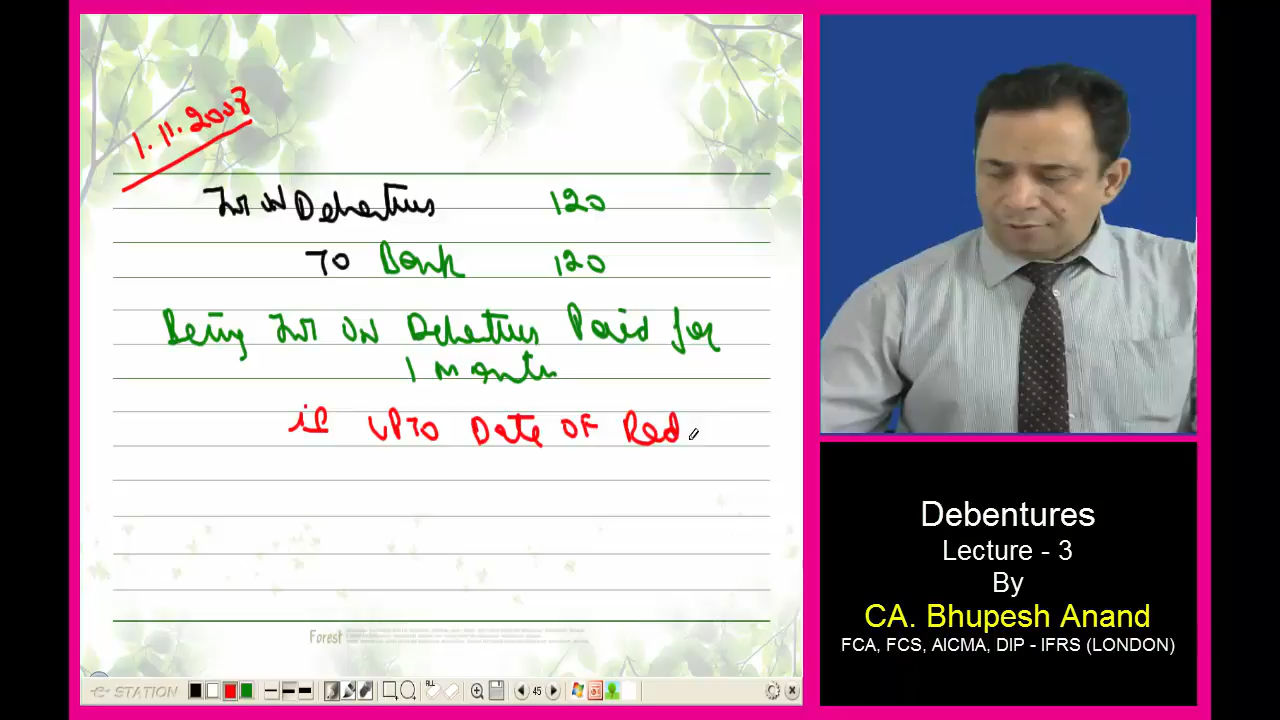 1.11.2008
Int on Debentures 120
To Bank 120
Being Int on Debentures Paid for
1 month
ie upto Date of Red
Forest
e-STATION
45
Debentures
Lecture - 3
By
CA. Bhupesh Anand
FCA, FCS, AICMA, DIP - IFRS (LONDON)